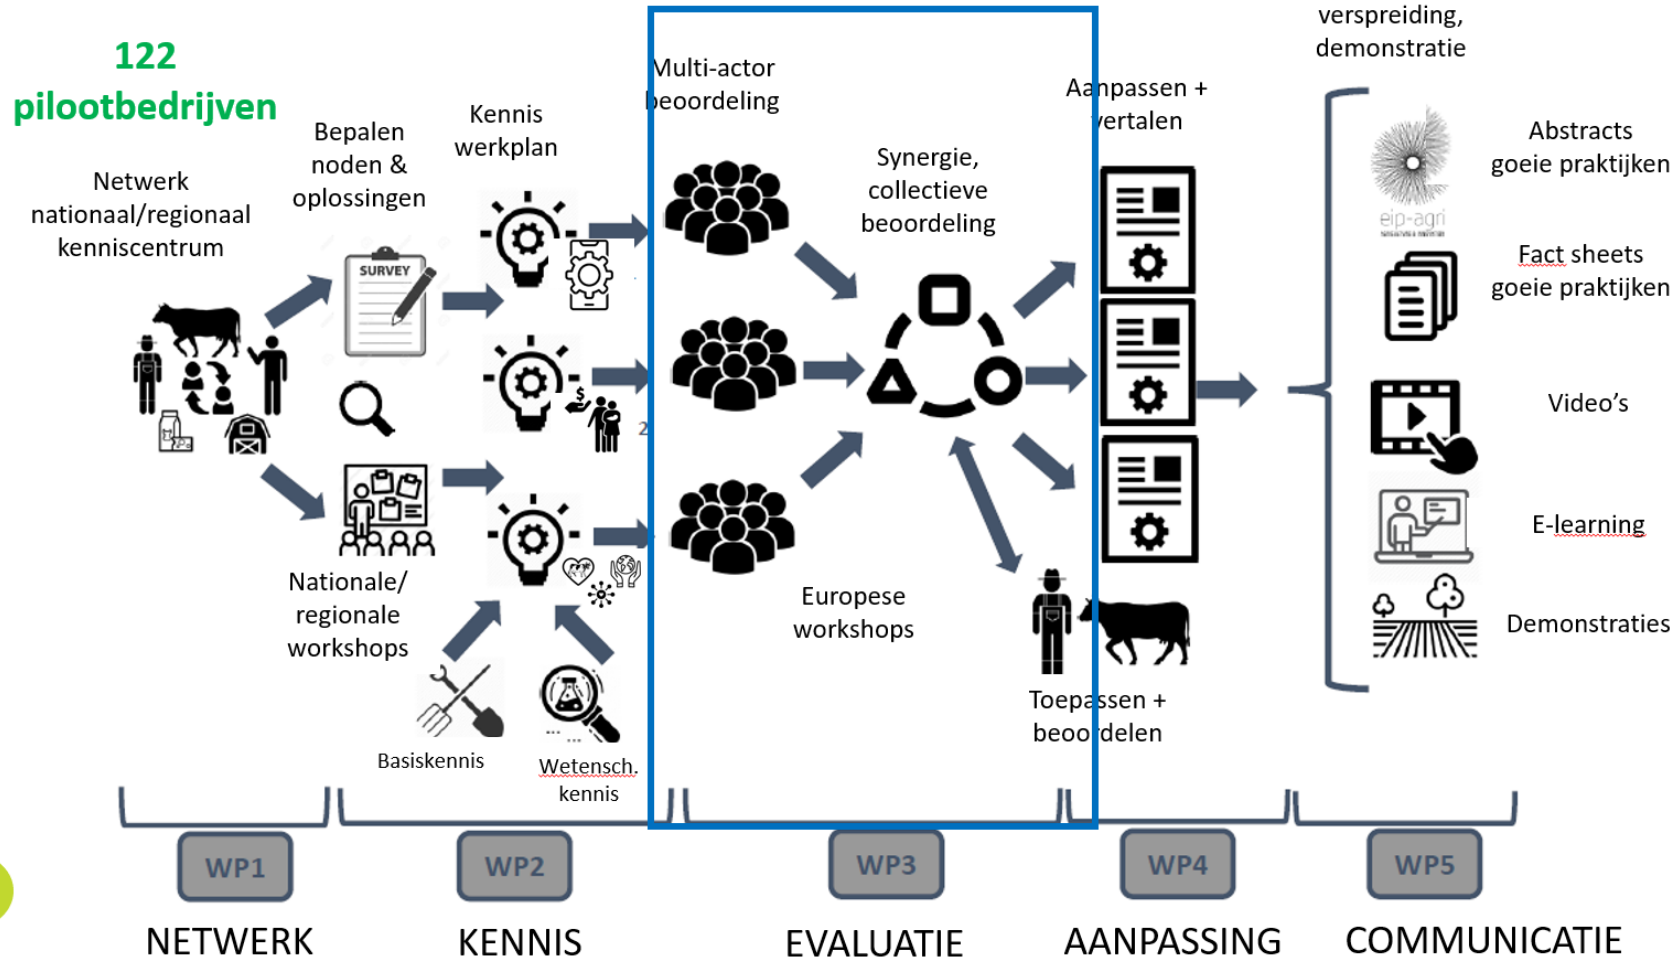 122
pilootbedrijven
Netwerk
nationaal/regionaal
kenniscentrum
Bepalen
noden &
oplossingen
SURVEY
Nationale/
regionale
workshops
Kennis
werkplan
$
2
Basiskennis
Wetensch.
kennis
Multi-actor
beoordeling
Synergie,
collectieve
beoordeling
Europese
workshops
Aanpassen +
vertalen
Toepassen +
beoordelen
verspreiding,
demonstratie
eip-agri
Abstracts
goeie praktijken
Fact sheets
goeie praktijken
Video’s
E-learning
Demonstraties
WP1
WP2
WP3
WP4
WP5
NETWERK
KENNIS
EVALUATIE
AANPASSING
COMMUNICATIE